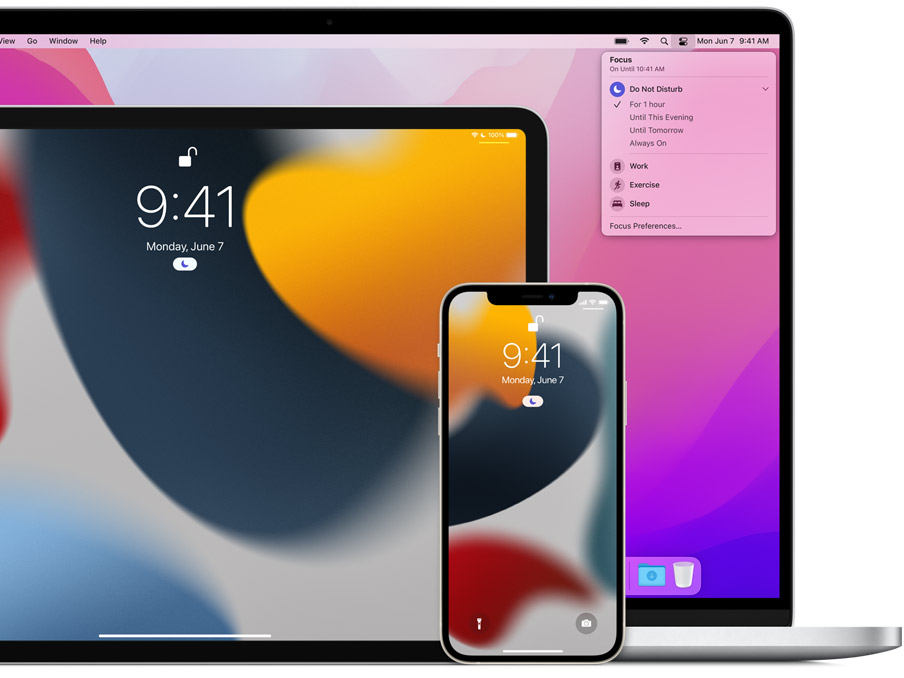 View Go Window Help
Mon Jun 7 9:41 AM
Focus
On Until 10:41 AM
Do Not Disturb
For 1 hour
Until This Evening
Until Tomorrow
Always On
Work
Exercise
Sleep
Focus Preferences...
100%
9:41
Monday, June 7
9:41
Monday, June 7